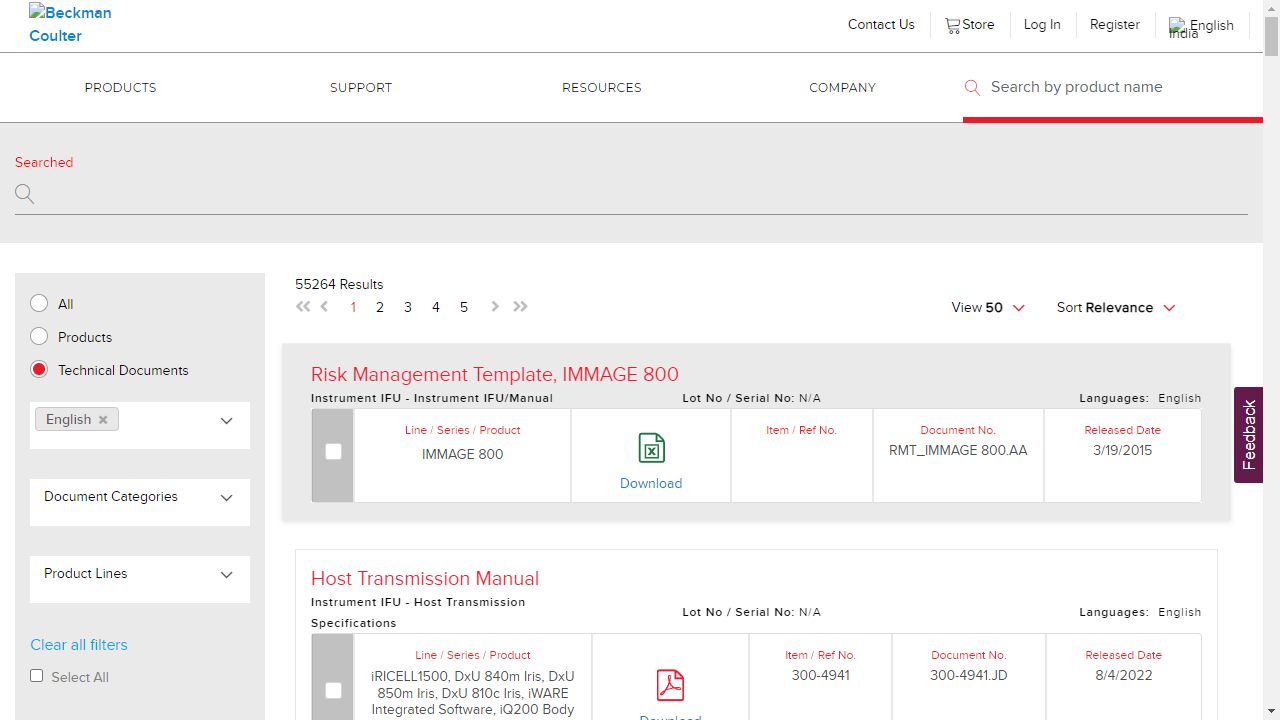 Beckman
Coulter
Contact Us
Store
Log In
Register
English
India
PRODUCTS
SUPPORT
RESOURCES
COMPANY
Search by product name
Searched
All
Products
Technical Documents
English
Document Categories
Product Lines
Clear all filters
Select All
55264 Results
1 2 3 4 5
View 50
Sort Relevance
Risk Management Template, IMMAGE 800
Instrument IFU - Instrument IFU/Manual
Lot No / Serial No: N/A
Languages: English
Line / Series / Product
IMMAGE 800
Download
Item / Ref No.
Document No.
RMT_IMMAGE 800.AA
Released Date
3/19/2015
Host Transmission Manual
Instrument IFU - Host Transmission
Specifications
Lot No / Serial No: N/A
Languages: English
Line / Series / Product
iRICELL1500, DxU 840m Iris, DxU
850m Iris, DxU 810c Iris, iWARE
Integrated Software, iQ200 Body
Download
Item / Ref No.
300-4941
Document No.
300-4941.JD
Released Date
8/4/2022
Feedback